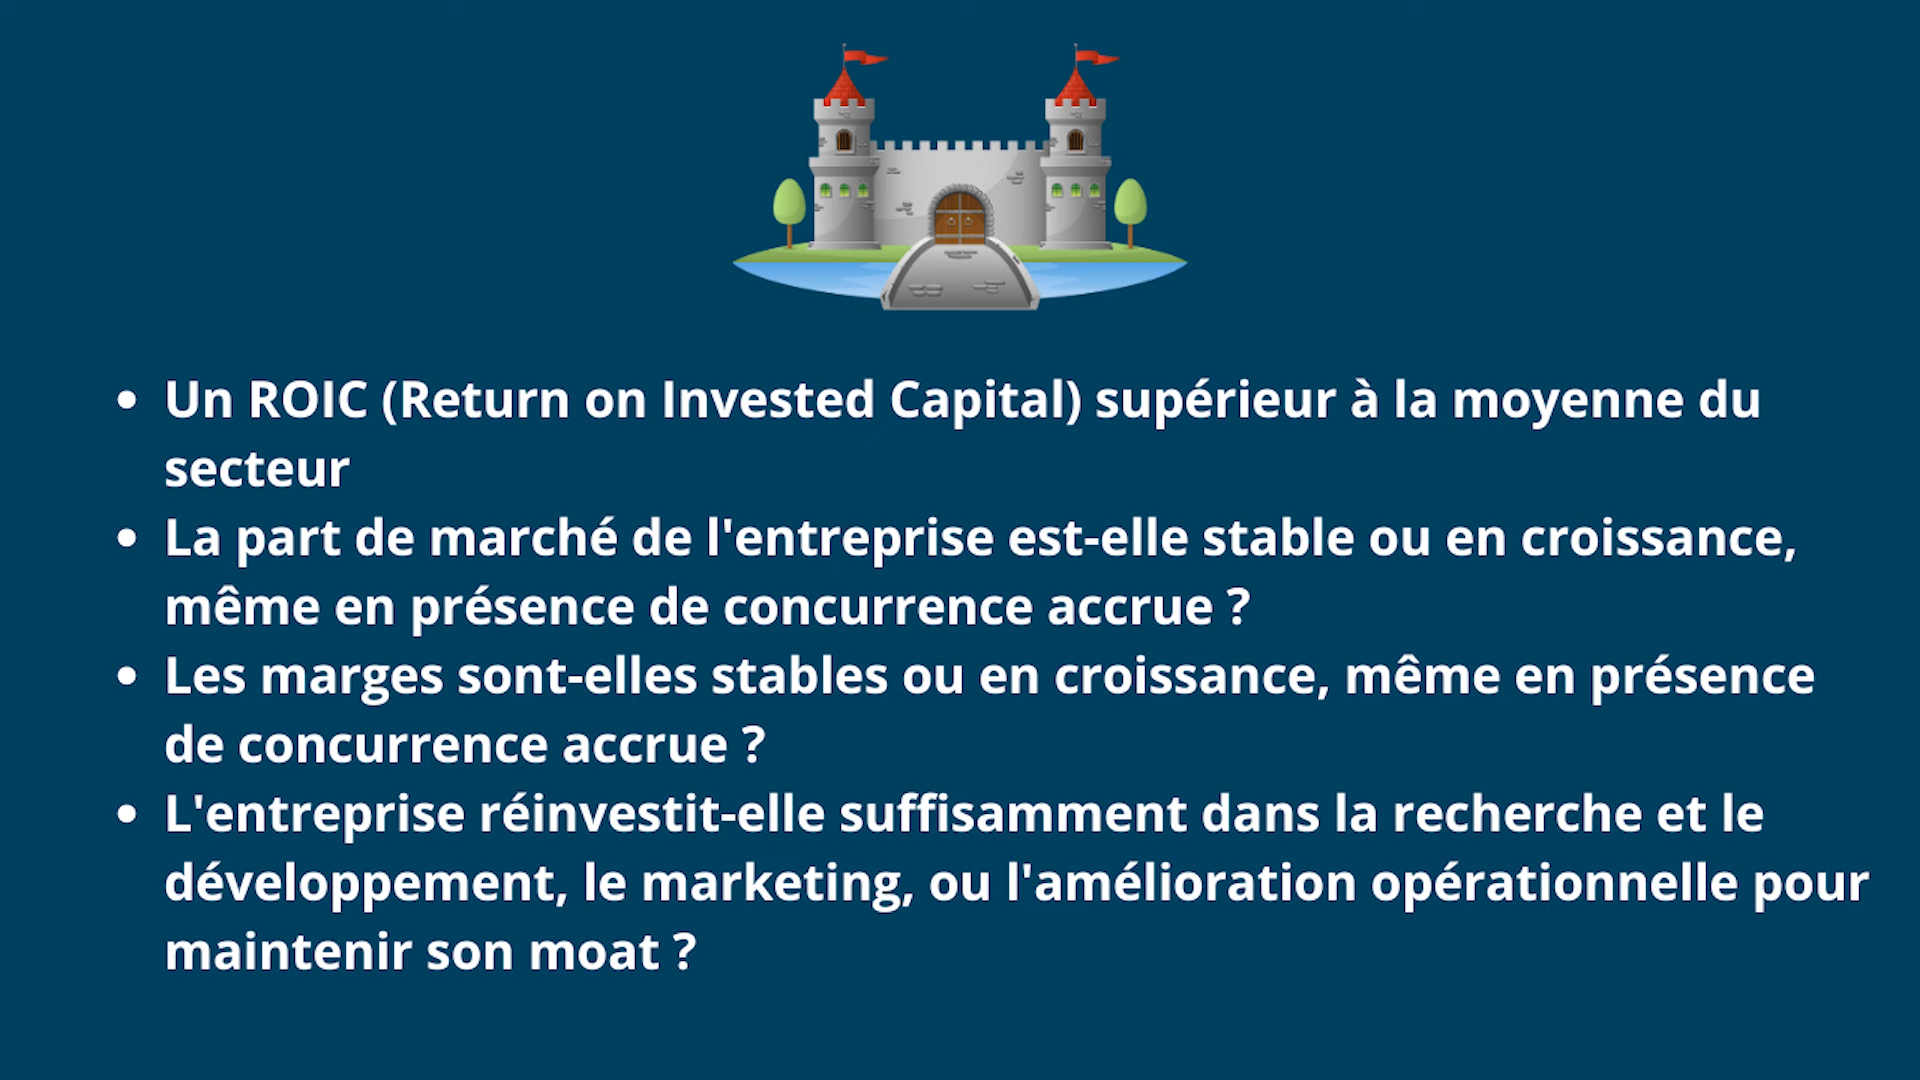 • Un ROIC (Return on Invested Capital) supérieur à la moyenne du
secteur
• La part de marché de l'entreprise est-elle stable ou en croissance,
même en présence de concurrence accrue ?
• Les marges sont-elles stables ou en croissance, même en présence
de concurrence accrue ?
• L'entreprise réinvestit-elle suffisamment dans la recherche et le
développement, le marketing, ou l'amélioration opérationnelle pour
maintenir son moat ?